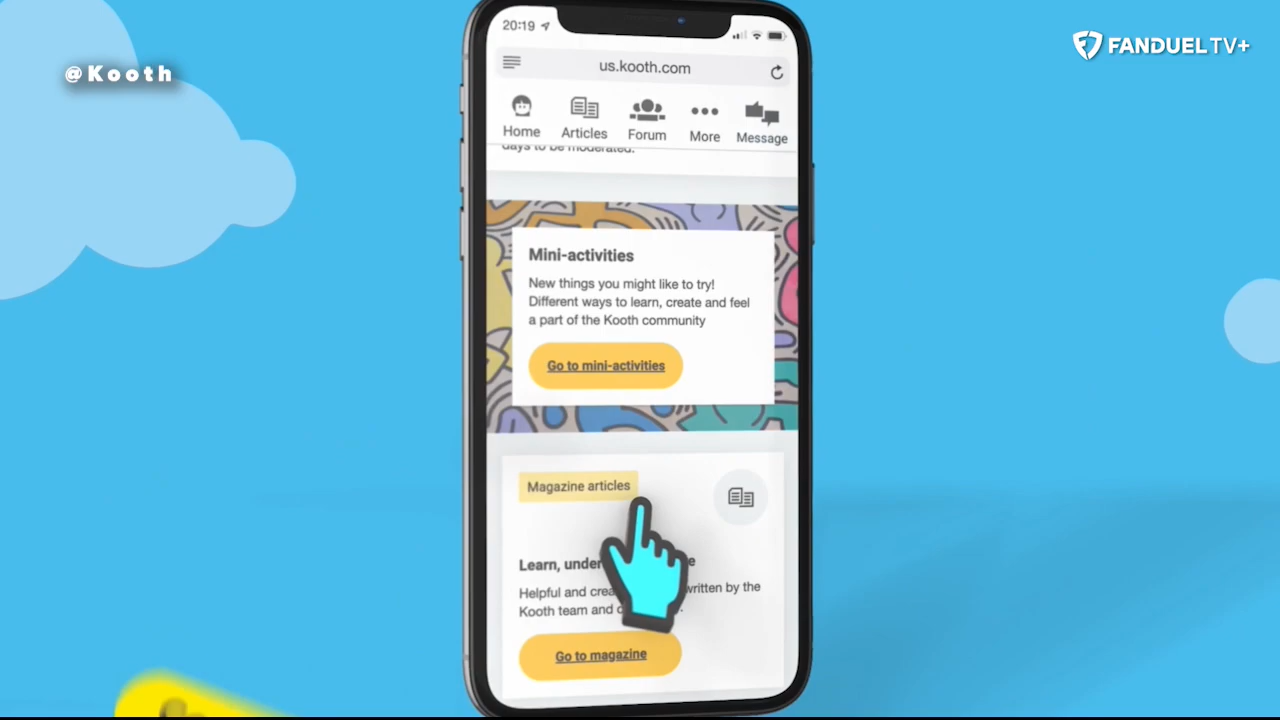 @Kooth
FANDUEL TV+
20:19
us.kooth.com
Home
Articles
Forum
More
Message
days to be moderated.
Mini-activities
New things you might like to try!
Different ways to learn, create and feel
a part of the Kooth community
Go to mini-activities
Magazine articles
Learn,
Helpful and written by the
Kooth team and
Go to magazine